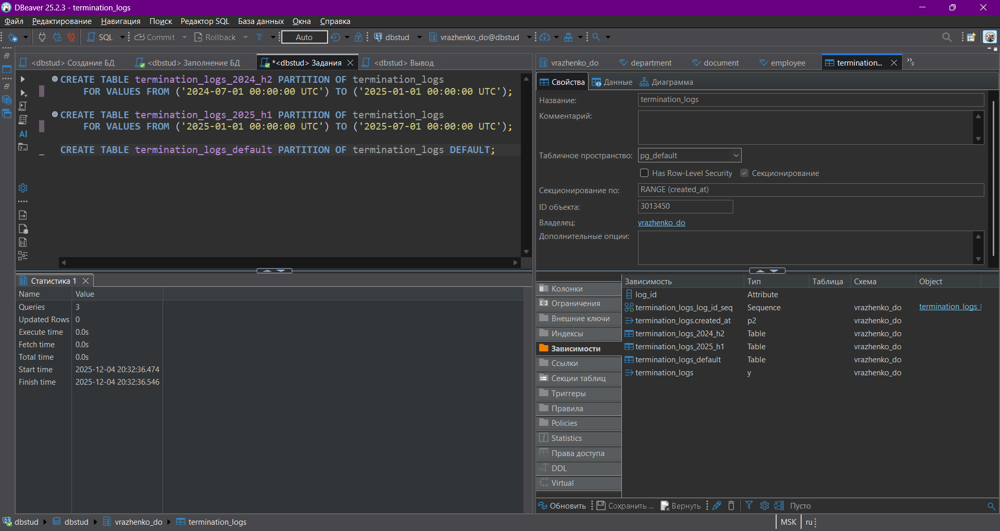 DBeaver 25.2.3 - termination_logs
Файл Редактирование Навигация Поиск Редактор SQL База данных Окна Справка
SQL Commit Rollback T Auto dbstud vrazhenko_do@dbstud
<dbstud> Создание БД <dbstud> Заполнение БД *<dbstud> Задания <dbstud> Вывод
CREATE TABLE termination_logs_2024_h2 PARTITION OF termination_logs
FOR VALUES FROM ('2024-07-01 00:00:00 UTC') TO ('2025-01-01 00:00:00 UTC');
CREATE TABLE termination_logs_2025_h1 PARTITION OF termination_logs
FOR VALUES FROM ('2025-01-01 00:00:00 UTC') TO ('2025-07-01 00:00:00 UTC');
AI
CREATE TABLE termination_logs_default PARTITION OF termination_logs DEFAULT;
Статистика 1
Name Value
Queries 3
Updated Rows 0
Execute time 0.0s
Fetch time 0.0s
Total time 0.0s
Start time 2025-12-04 20:32:36.474
Finish time 2025-12-04 20:32:36.546
vrazhenko_do department document employee termination... »9
Свойства Данные Диаграмма
Название: termination_logs
Комментарий:
Табличное пространство: pg_default
Has Row-Level Security Секционирование
Секционирование по: RANGE (created_at)
ID объекта: 3013450
Владелец: vrazhenko_do
Дополнительные опции:
Колонки
Ограничения
Внешние ключи
Индексы
Зависимости
Ссылки
Секции таблиц
Триггеры
Правила
Policies
Statistics
Права доступа
DDL
Virtual
Зависимость Тип Таблица Схема Object
log_id Attribute
termination_logs_log_id_seq Sequence vrazhenko_do termination_logs_l
termination_logs.created_at p2 vrazhenko_do
termination_logs_2024_h2 Table vrazhenko_do
termination_logs_2025_h1 Table vrazhenko_do
termination_logs_default Table vrazhenko_do
termination_logs y vrazhenko_do
Обновить Сохранить ... Вернуть Пусто
dbstud dbstud vrazhenko_do termination_logs
MSK ru